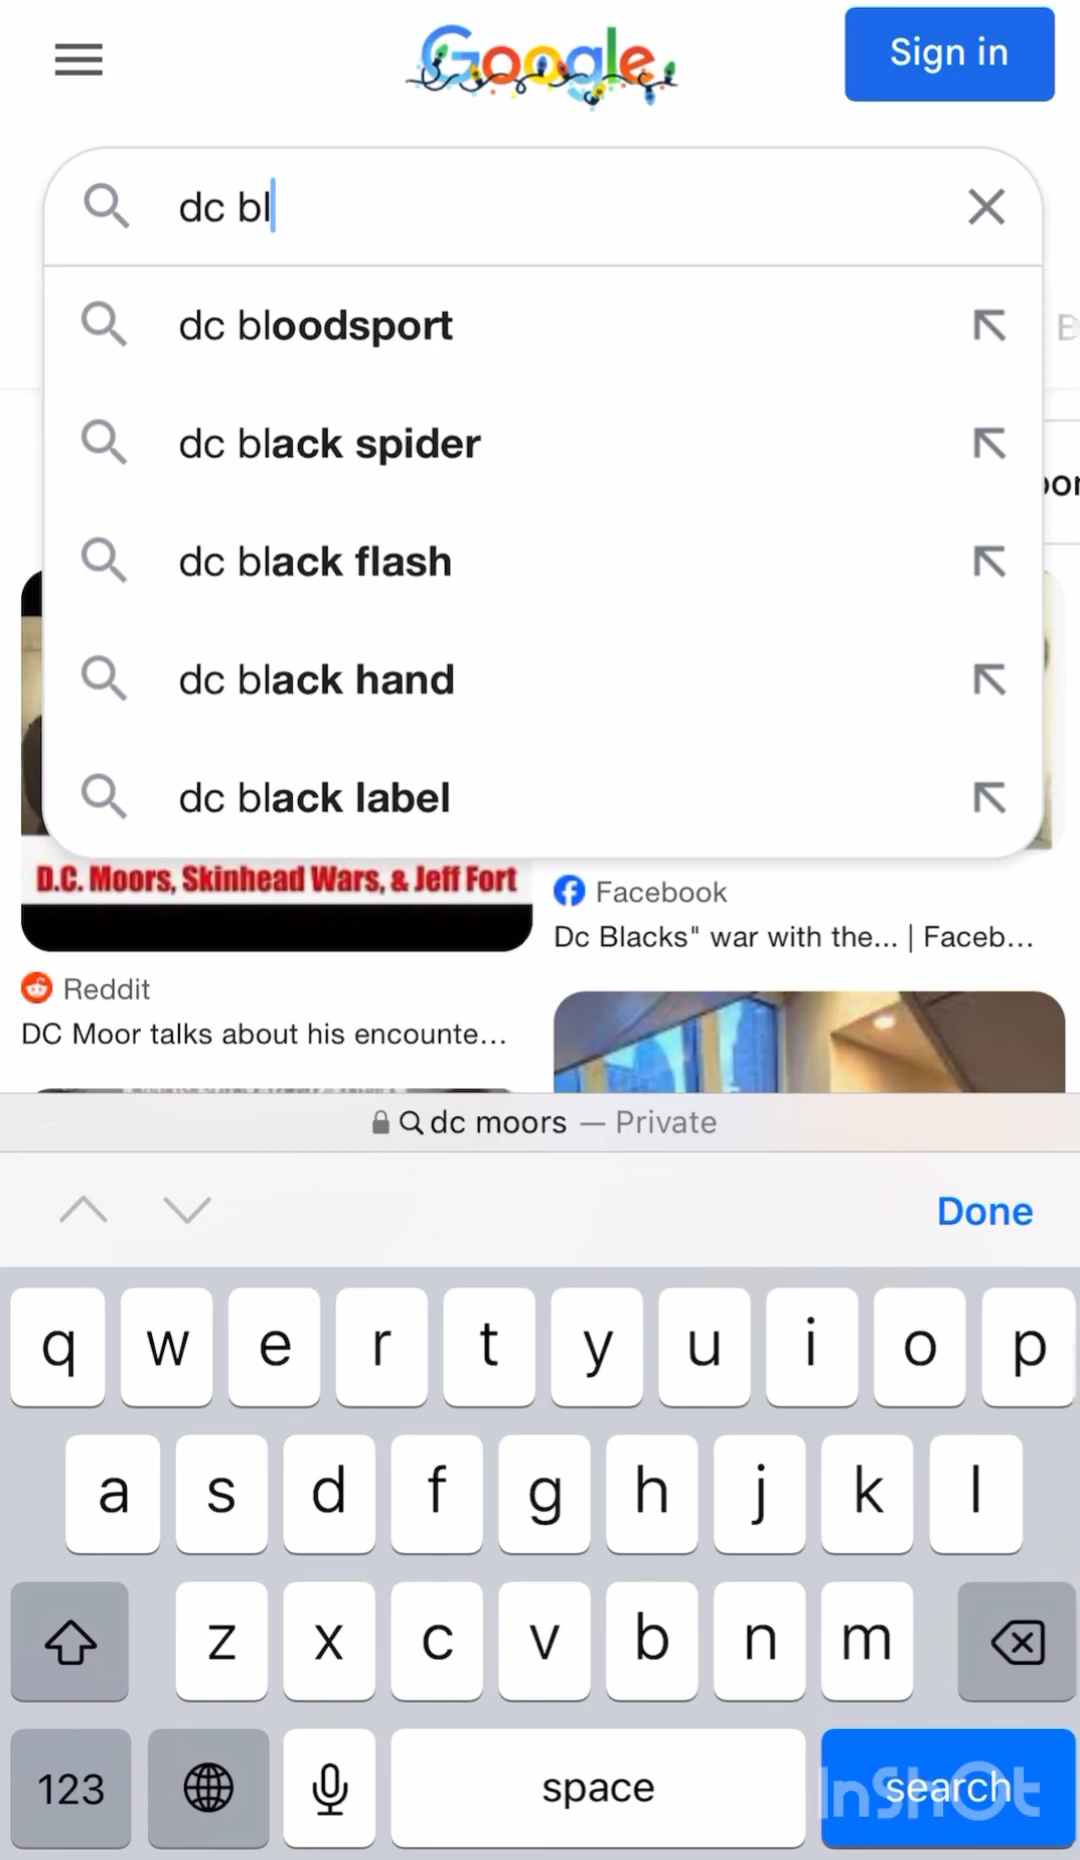 Google
Sign in
dc bl
dc bloodsport
dc black spider
dc black flash
dc black hand
dc black label
D.C. Moors, Skinhead Wars, & Jeff Fort
Facebook
Dc Blacks" war with the... | Faceb...
Reddit
DC Moor talks about his encounte...
dc moors — Private
Done
q w e r t y u i o p
a s d f g h j k l
z x c v b n m
123 space search
InShOt